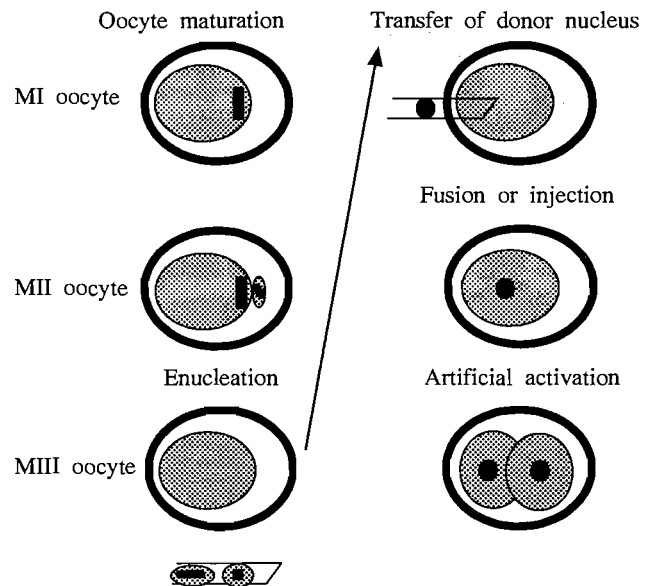 Oocyte maturation
MI oocyte
MII oocyte
Enucleation
MIII oocyte
Transfer of donor nucleus
Fusion or injection
Artificial activation